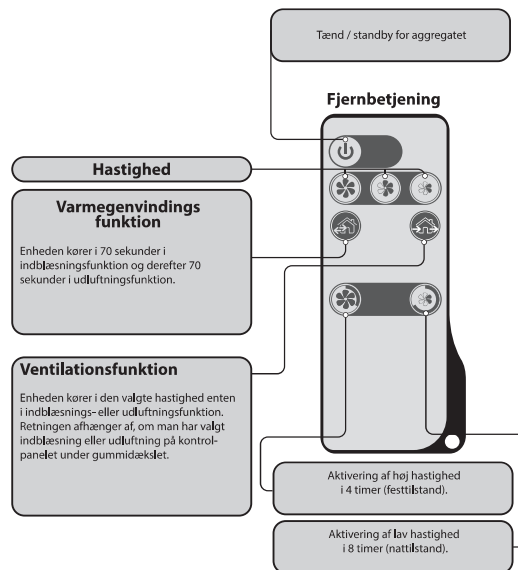 Tænd / standby for aggregatet
Fjernbetjening
Hastighed
Varmegenvindings
funktion
Enheden kører i 70 sekunder i
indblæsningsfunktion og derefter 70
sekunder i udluftningsfunktion.
Ventilationsfunktion
Enheden kører i den valgte hastighed enten
i indblæsnings- eller udluftningsfunktion.
Retningen afhænger af, om man har valgt
indblæsning eller udluftning på kontrol-
panelet under gummidækslet.
Aktivering af høj hastighed
i 4 timer (festtilstand).
Aktivering af lav hastighed
i 8 timer (nattilstand).